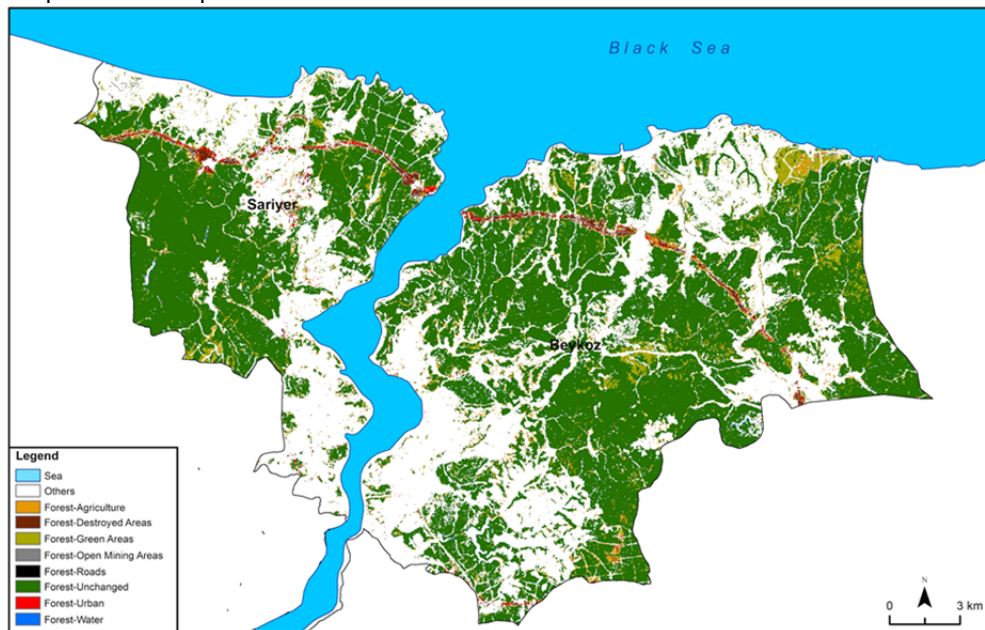 Black Sea
Sariyer
Beykoz
Legend
Sea
Others
Forest-Agriculture
Forest-Destroyed Areas
Forest-Green Areas
Forest-Open Mining Areas
Forest-Roads
Forest-Unchanged
Forest-Urban
Forest-Water
N
0 3 km